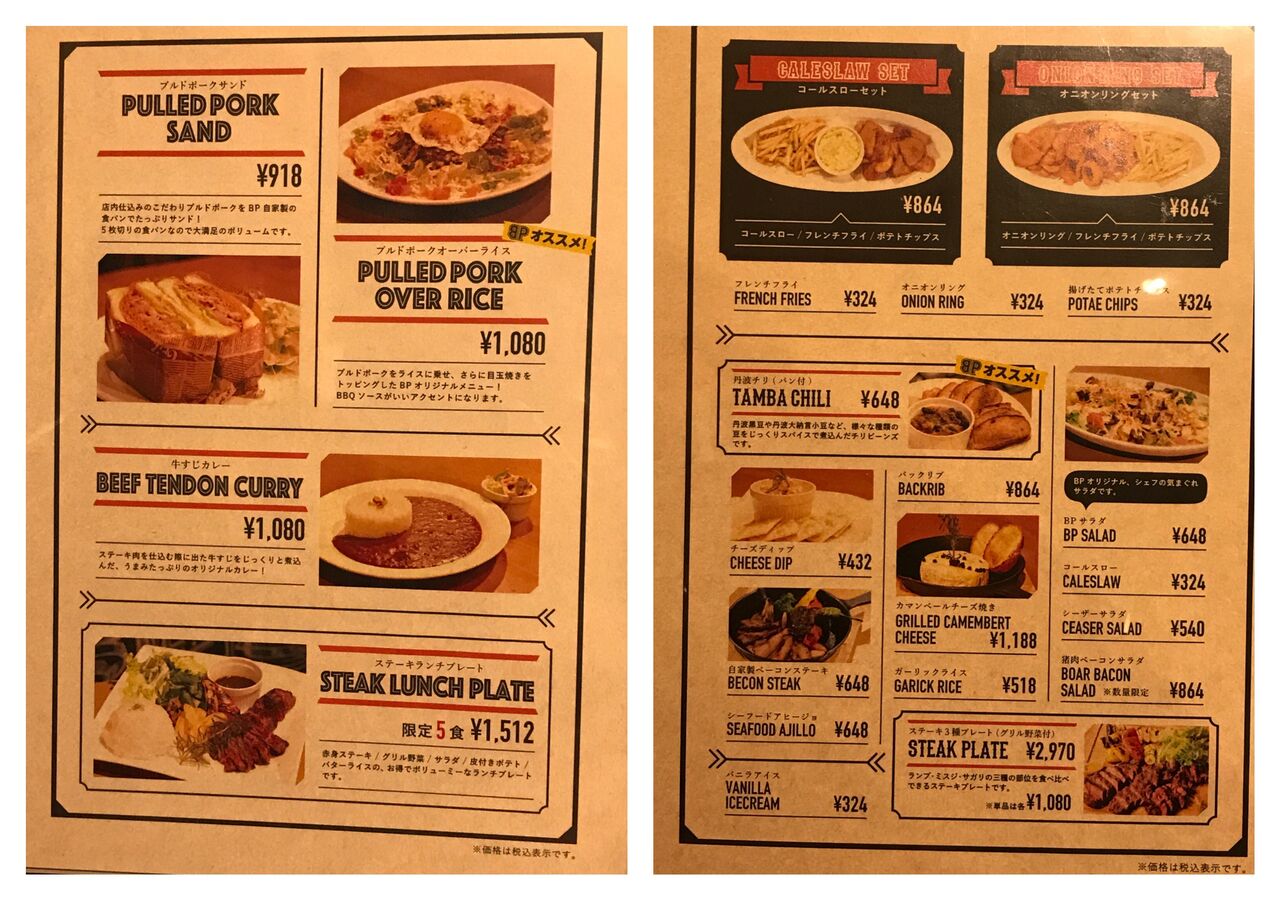 プルドポークサンド
PULLED PORK
SAND
¥918
店内仕込みのこだわりプルドポークを BP 自家製の
食パンでたっぷりサンド！
5 枚切りの食パンなので大満足のボリュームです。
BP オススメ！
プルドポークオーバーライス
PULLED PORK
OVER RICE
¥1,080
プルドポークをライスに乗せ、さらに目玉焼きを
トッピングした BP オリジナルメニュー！
BBQ ソースがいいアクセントになります。
牛すじカレー
BEEF TENDON CURRY
¥1,080
ステーキ肉を仕込む際に出た牛すじをじっくりと煮込
んだ、うまみたっぷりのオリジナルカレー！
ステーキランチプレート
STEAK LUNCH PLATE
限定 5 食 ¥1,512
赤身ステーキ / グリル野菜 / サラダ / 皮付きポテト /
バターライスの、お得でボリューミーなランチプレート
です。
※価格は税込表示です。
CALESLAW SET
コールスローセット
¥864
コールスロー / フレンチフライ / ポテトチップス
ONION RING SET
オニオンリングセット
¥864
オニオンリング / フレンチフライ / ポテトチップス
フレンチフライ
FRENCH FRIES ¥324
オニオンリング
ONION RING ¥324
揚げたてポテトチップス
POTAE CHIPS ¥324
BP オススメ！
丹波チリ ( パン付 )
TAMBA CHILI ¥648
丹波黒豆や丹波大納言小豆など、様々な種類の
豆をじっくりスパイスで煮込んだチリビーンズ
です。
チーズディップ
CHEESE DIP ¥432
自家製ベーコンステーキ
BECON STEAK ¥648
シーフードアヒージョ
SEAFOOD AJILLO ¥648
バニラアイス
VANILLA
ICECREAM ¥324
バックリブ
BACKRIB ¥864
カマンベールチーズ焼き
GRILLED CAMEMBERT
CHEESE ¥1,188
ガーリックライス
GARICK RICE ¥518
BP オリジナル、シェフの気まぐれ
サラダです。
BP サラダ
BP SALAD ¥648
コールスロー
CALESLAW ¥324
シーザーサラダ
CEASER SALAD ¥540
猪肉ベーコンサラダ
BOAR BACON
SALAD ※数量限定 ¥864
ステーキ 3 種プレート ( グリル野菜付 )
STEAK PLATE ¥2,970
ランプ・ミスジ・サガリの三種の部位を食べ比べ
できるステーキプレートです。
※単品は各 ¥1,080
※価格は税込表示です。